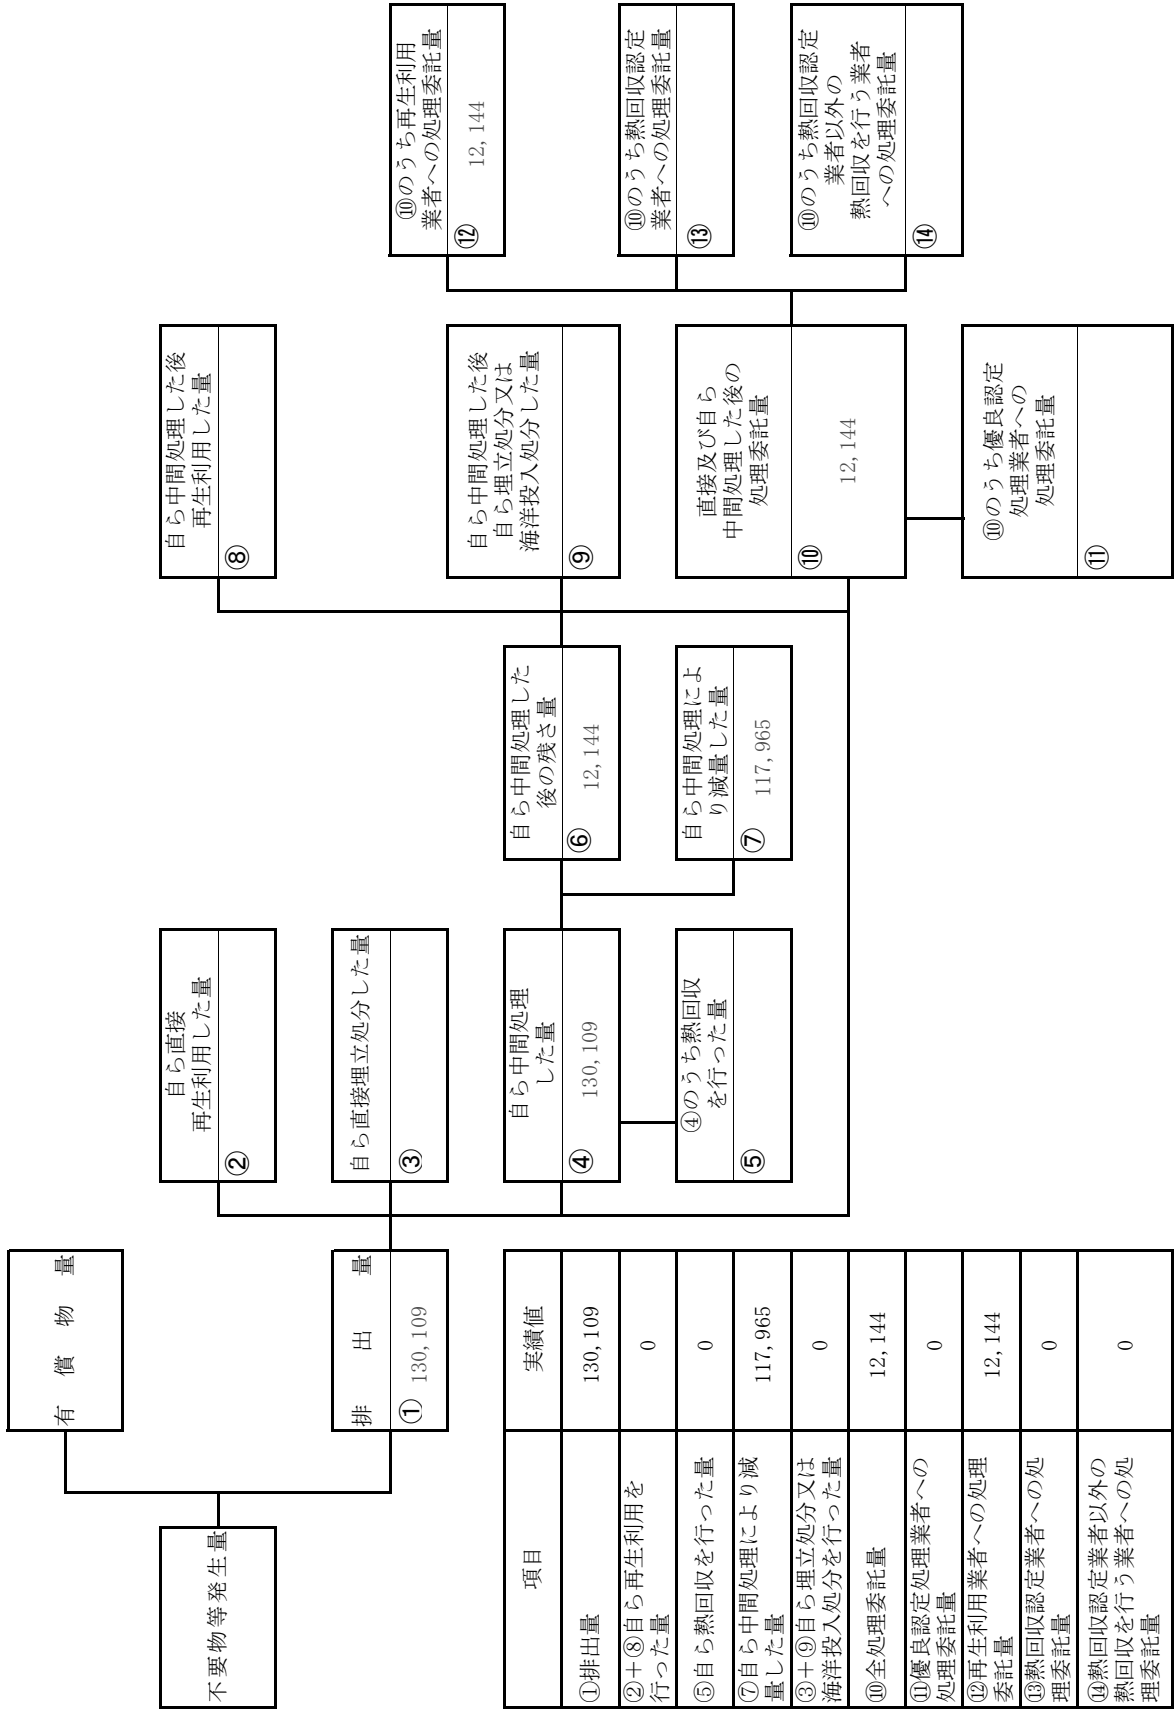 不要物等発生量
有償物量
排出量
①
130,109
自ら直接
再生利用した量
②
自ら直接埋立処分した量
③
自ら中間処理
した量
④
130,109
④のうち熱回収
を行った量
⑤
自ら中間処理した
後の残さ量
⑥
12,144
自ら中間処理によ
り減量した量
⑦
117,965
自ら中間処理した後
再生利用した量
⑧
自ら中間処理した後
自ら埋立処分又は
海洋投入処分した量
⑨
直接及び自ら
中間処理した後の
処理委託量
⑩
12,144
⑩のうち優良認定
処理業者への
処理委託量
⑪
⑩のうち再生利用
業者への処理委託量
⑫
12,144
⑩のうち熱回収認定
業者への処理委託量
⑬
⑩のうち熱回収認定
業者以外の
熱回収を行う業者
への処理委託量
⑭
項目
実績値
①排出量
130,109
②+⑧自ら再生利用を
行った量
0
⑤自ら熱回収を行った量
0
⑦自ら中間処理により減
量した量
117,965
③+⑨自ら埋立処分又は
海洋投入処分を行った量
0
⑩全処理委託量
12,144
⑪優良認定処理業者への
処理委託量
0
⑫再生利用業者への処理
委託量
12,144
⑬熱回収認定業者への処
理委託量
0
⑭熱回収認定業者以外の
熱回収を行う業者への処
理委託量
0